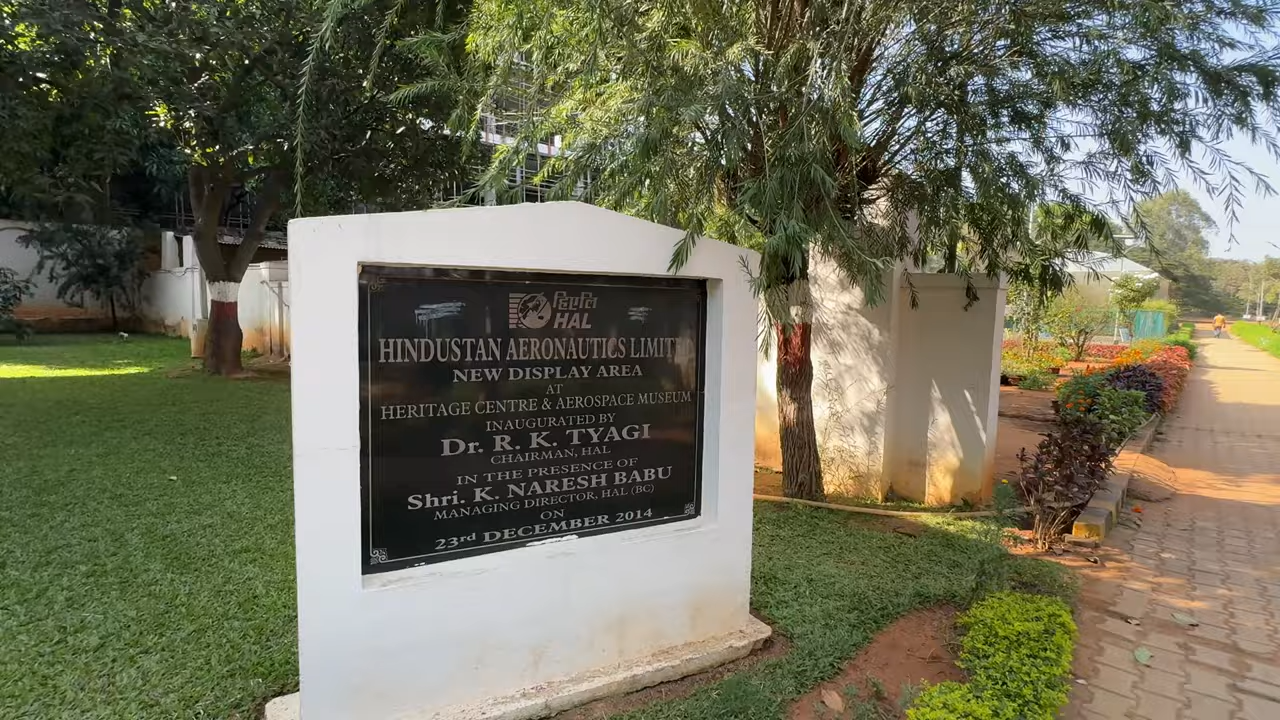 हिएलि
HAL
HINDUSTAN AERONAUTICS LIMITED
NEW DISPLAY AREA
AT
HERITAGE CENTRE & AEROSPACE MUSEUM
INAUGURATED BY
Dr. R. K. TYAGI
CHAIRMAN, HAL
IN THE PRESENCE OF
Shri. K. NARESH BABU
MANAGING DIRECTOR, HAL (BC)
ON
23rd DECEMBER 2014